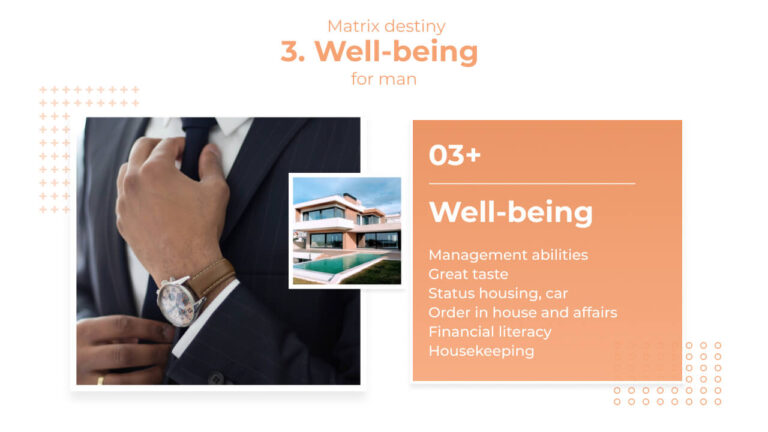 Matrix destiny
3. Well-being
for man
03+
Well-being
Management abilities
Great taste
Status housing, car
Order in house and affairs
Financial literacy
Housekeeping